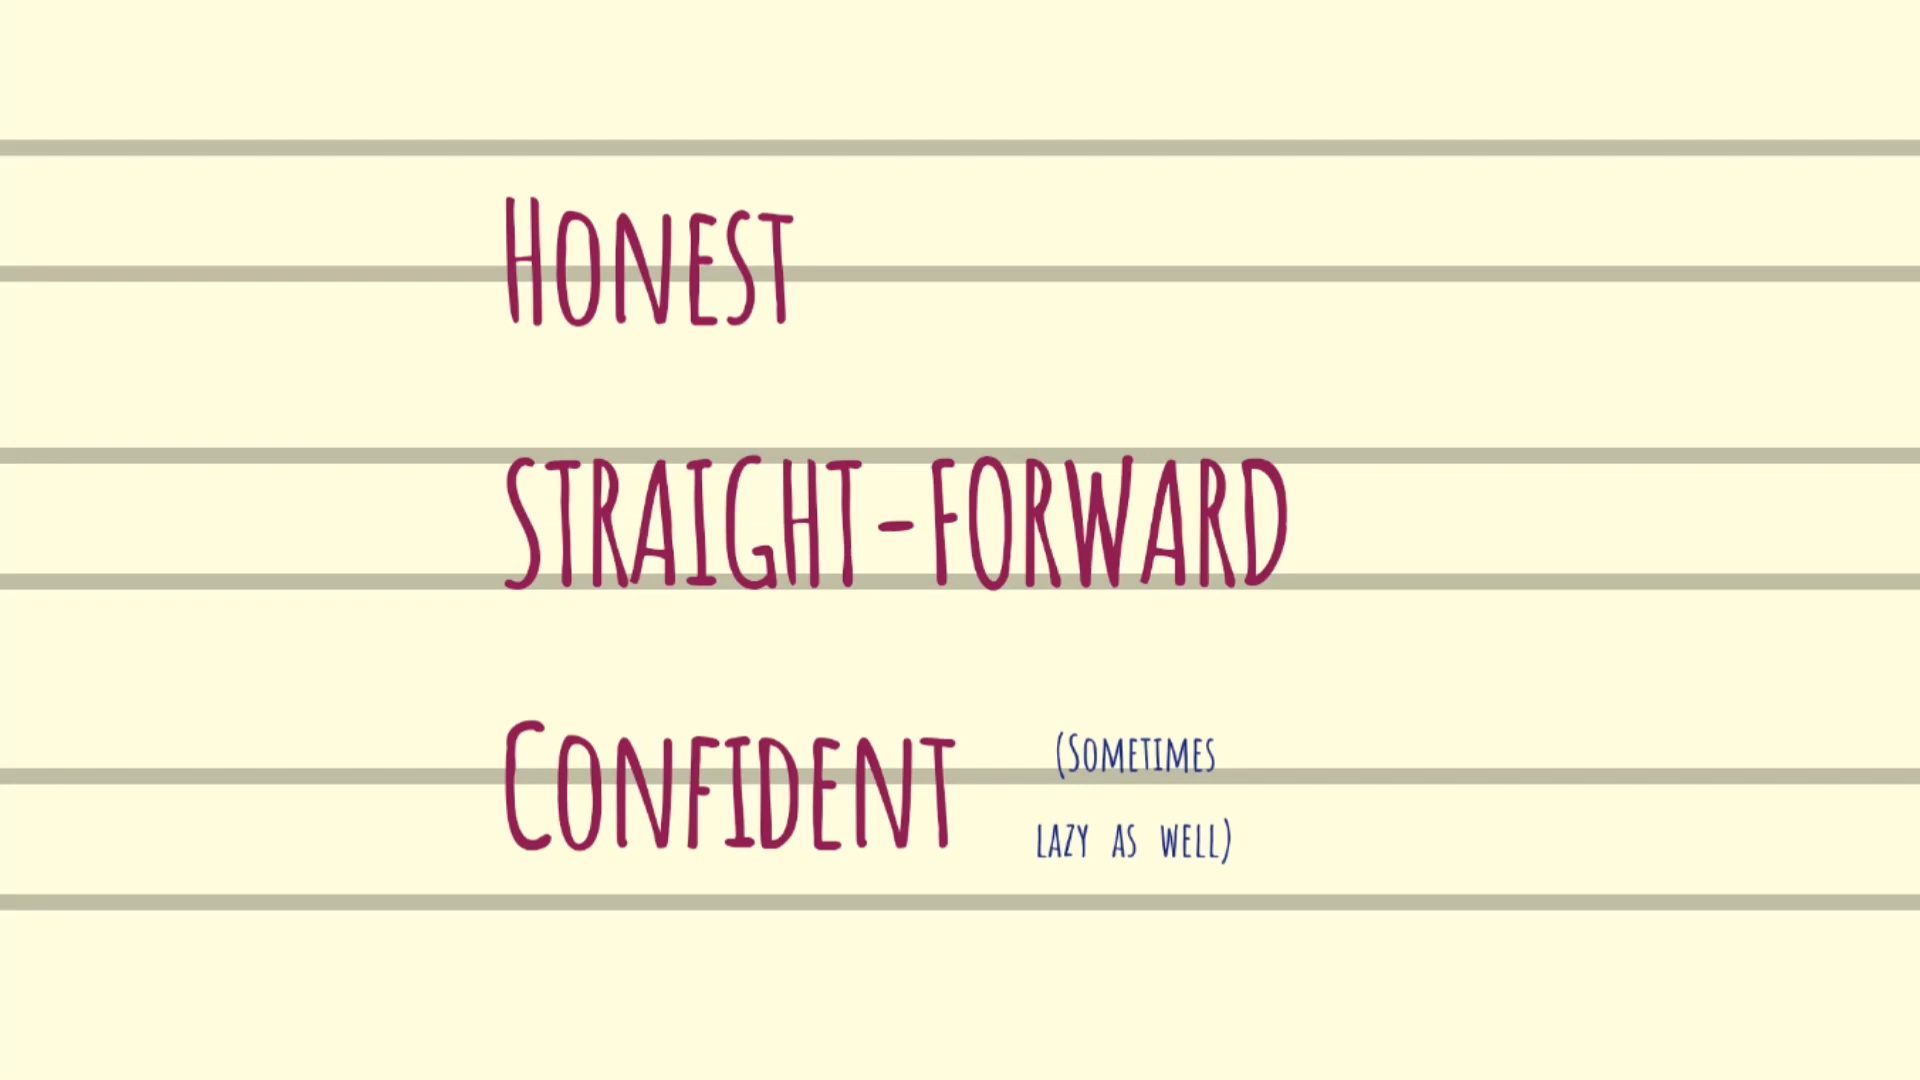 Honest
STRAIGHT-FORWARD
Confident
(Sometimes
lazy as well)